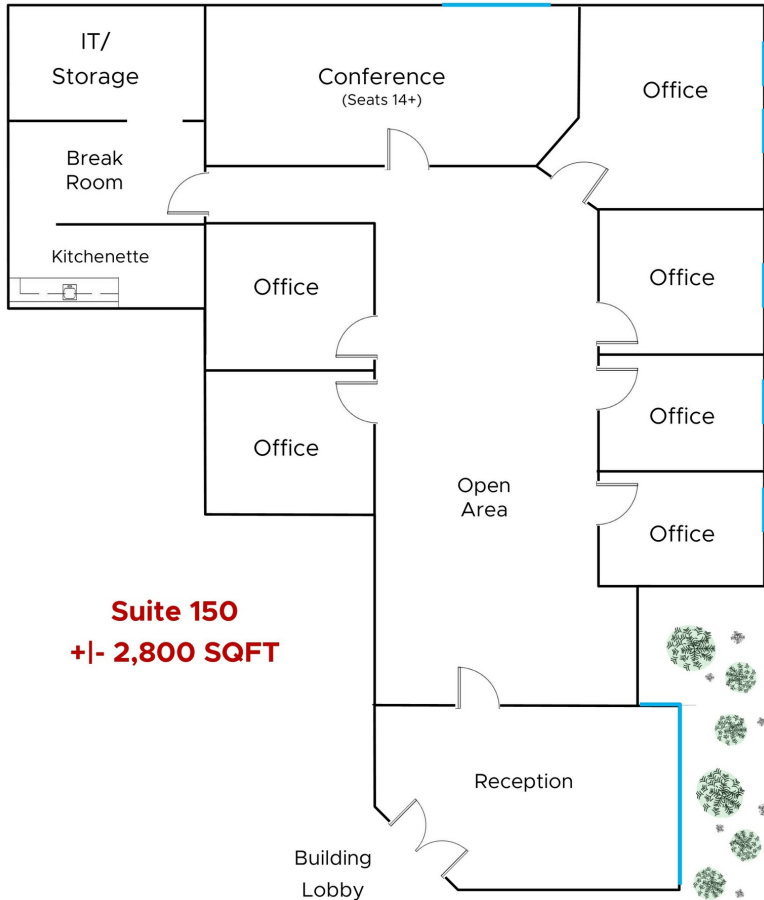 IT/
Storage
Conference
(Seats 14+)
Office
Break
Room
Kitchenette
Office
Office
Office
Office
Open
Area
Office
Suite 150
+|- 2,800 SQFT
Reception
Building
Lobby